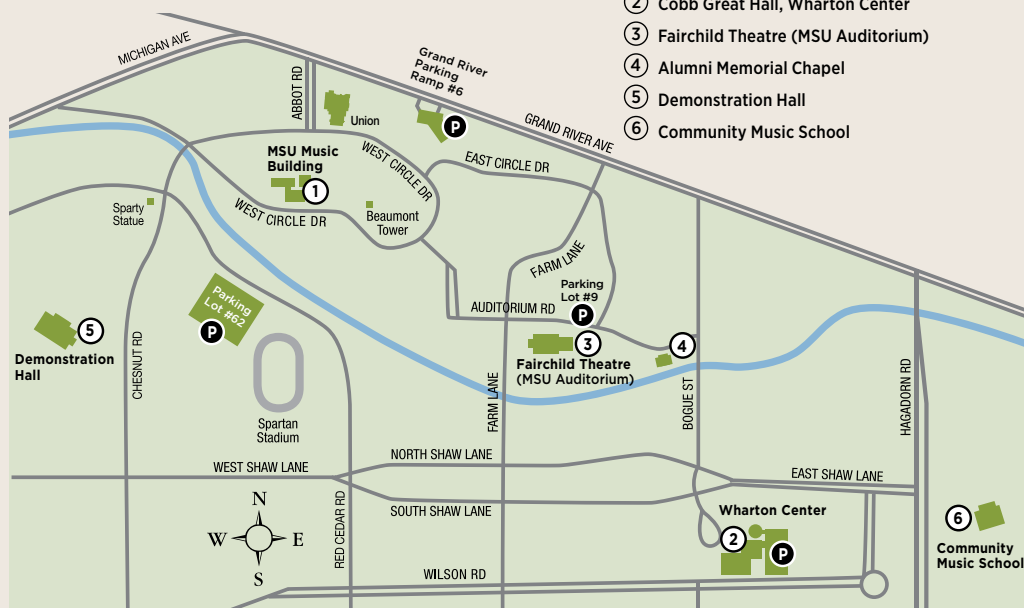 ② Cobb Great Hall, Wharton Center
③ Fairchild Theatre (MSU Auditorium)
④ Alumni Memorial Chapel
⑤ Demonstration Hall
⑥ Community Music School
MICHIGAN AVE
ABBOT RD
Grand River
Parking
Ramp #6
P
Union
GRAND RIVER AVE
MSU Music
Building
1
WEST CIRCLE DR
EAST CIRCLE DR
WEST CIRCLE DR
Beaumont
Tower
Sparty
Statue
FARM LANE
Parking
Lot #9
P
AUDITORIUM RD
Parking
Lot #62
P
5
Demonstration
Hall
CHESNUT RD
3
4
Fairchild Theatre
(MSU Auditorium)
FARM LANE
BOGUE ST
HAGADORN RD
Spartan
Stadium
NORTH SHAW LANE
WEST SHAW LANE
EAST SHAW LANE
SOUTH SHAW LANE
RED CEDAR RD
N
W E
S
Wharton Center
2
P
6
Community
Music School
WILSON RD